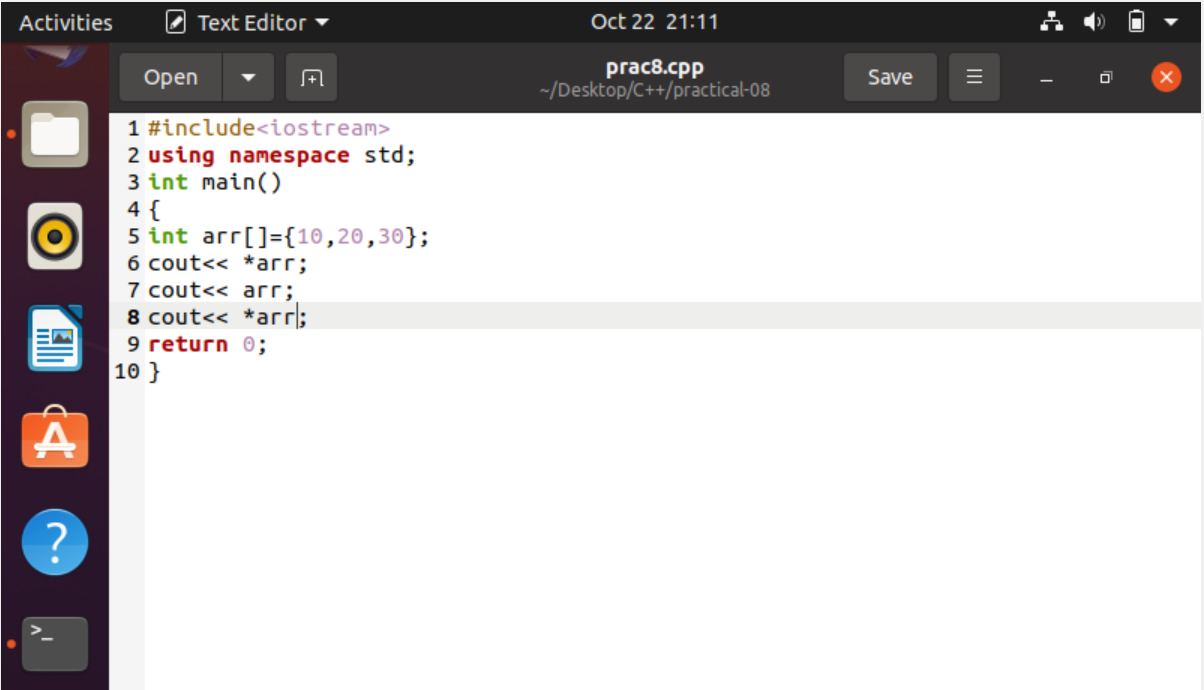 Activities Text Editor Oct 22 21:11
Open prac8.cpp Save
~/Desktop/C++/practical-08
1 #include<iostream>
2 using namespace std;
3 int main()
4 {
5 int arr[]={10,20,30};
6 cout<< *arr;
7 cout<< arr;
8 cout<< *arr;
9 return 0;
10 }